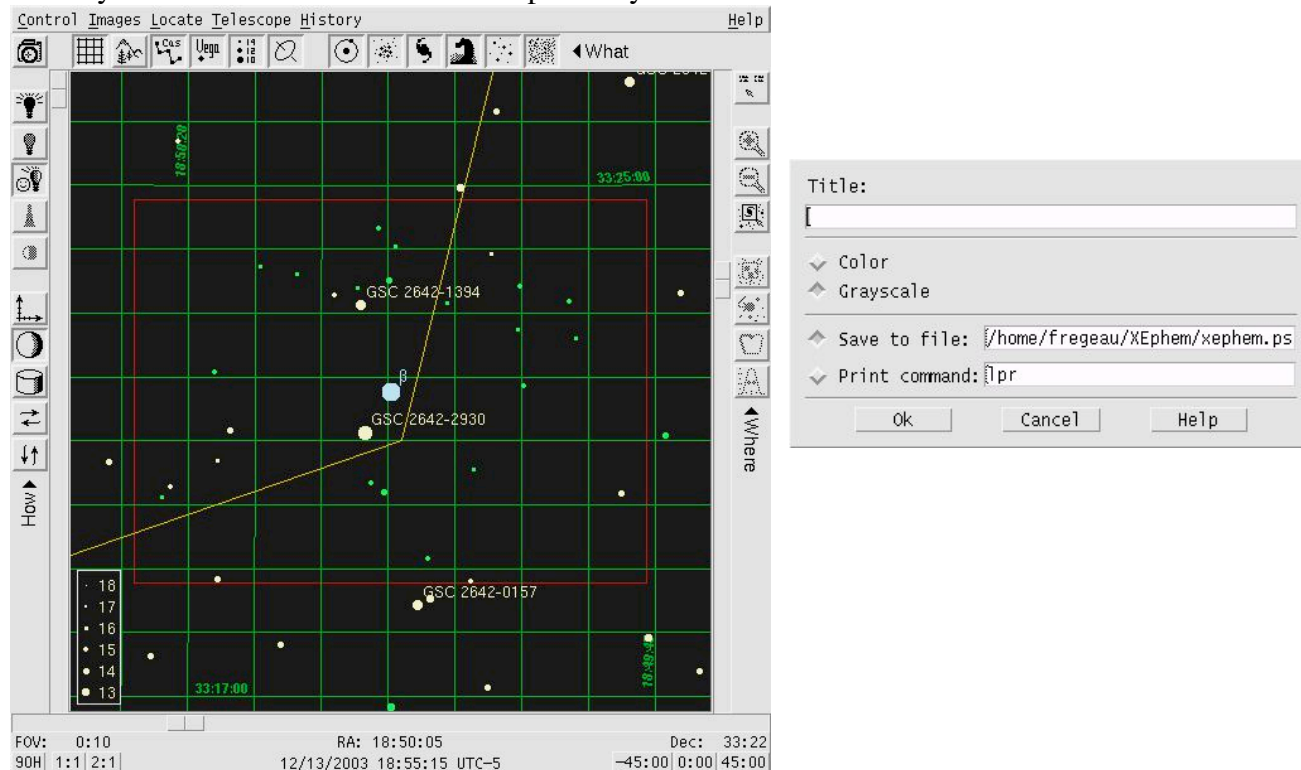 Control Images Locate Telescope History Help
Cas Vega What
18:50:20
33:25:00
GSC 2642-1394
β
GSC 2642-2930
GSC 2642-0157
33:17:00
18
17
16
15
14
13
How
Where
FOV: 0:10 RA: 18:50:05 Dec: 33:22
90H 1:1 2:1 12/13/2003 18:55:15 UTC-5 -45:00 0:00 45:00
Title:
Color
Grayscale
Save to file: /home/fregeau/XEphem/xephem.ps
Print command: lpr
Ok Cancel Help